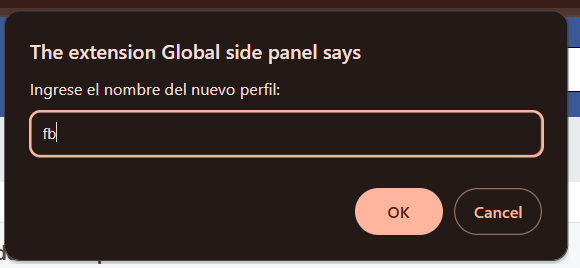 The extension Global side panel says
Ingrese el nombre del nuevo perfil:
fb
OK
Cancel